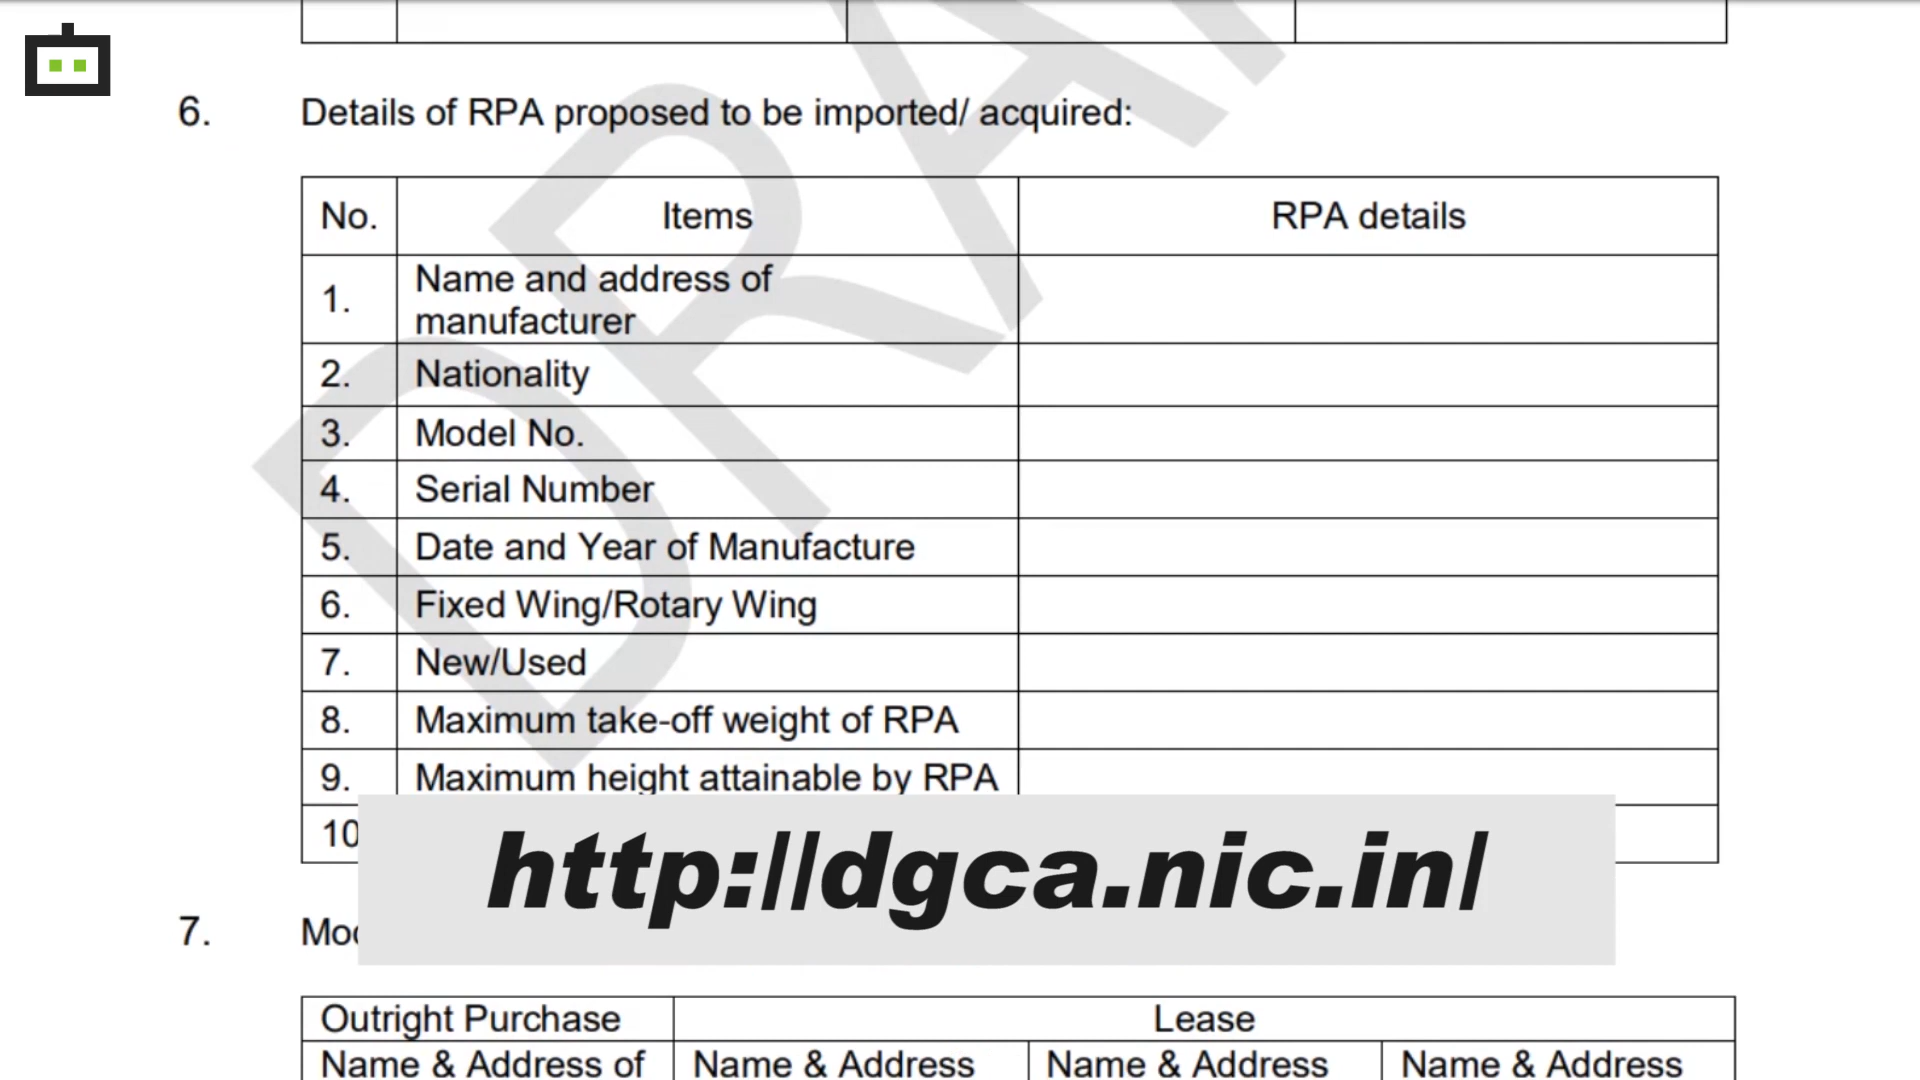 6. Details of RPA proposed to be imported/ acquired:
No. Items RPA details
1. Name and address of
manufacturer
2. Nationality
3. Model No.
4. Serial Number
5. Date and Year of Manufacture
6. Fixed Wing/Rotary Wing
7. New/Used
8. Maximum take-off weight of RPA
9. Maximum height attainable by RPA
10
http://dgca.nic.in/
7.
Outright Purchase Lease
Name & Address of Name & Address Name & Address Name & Address